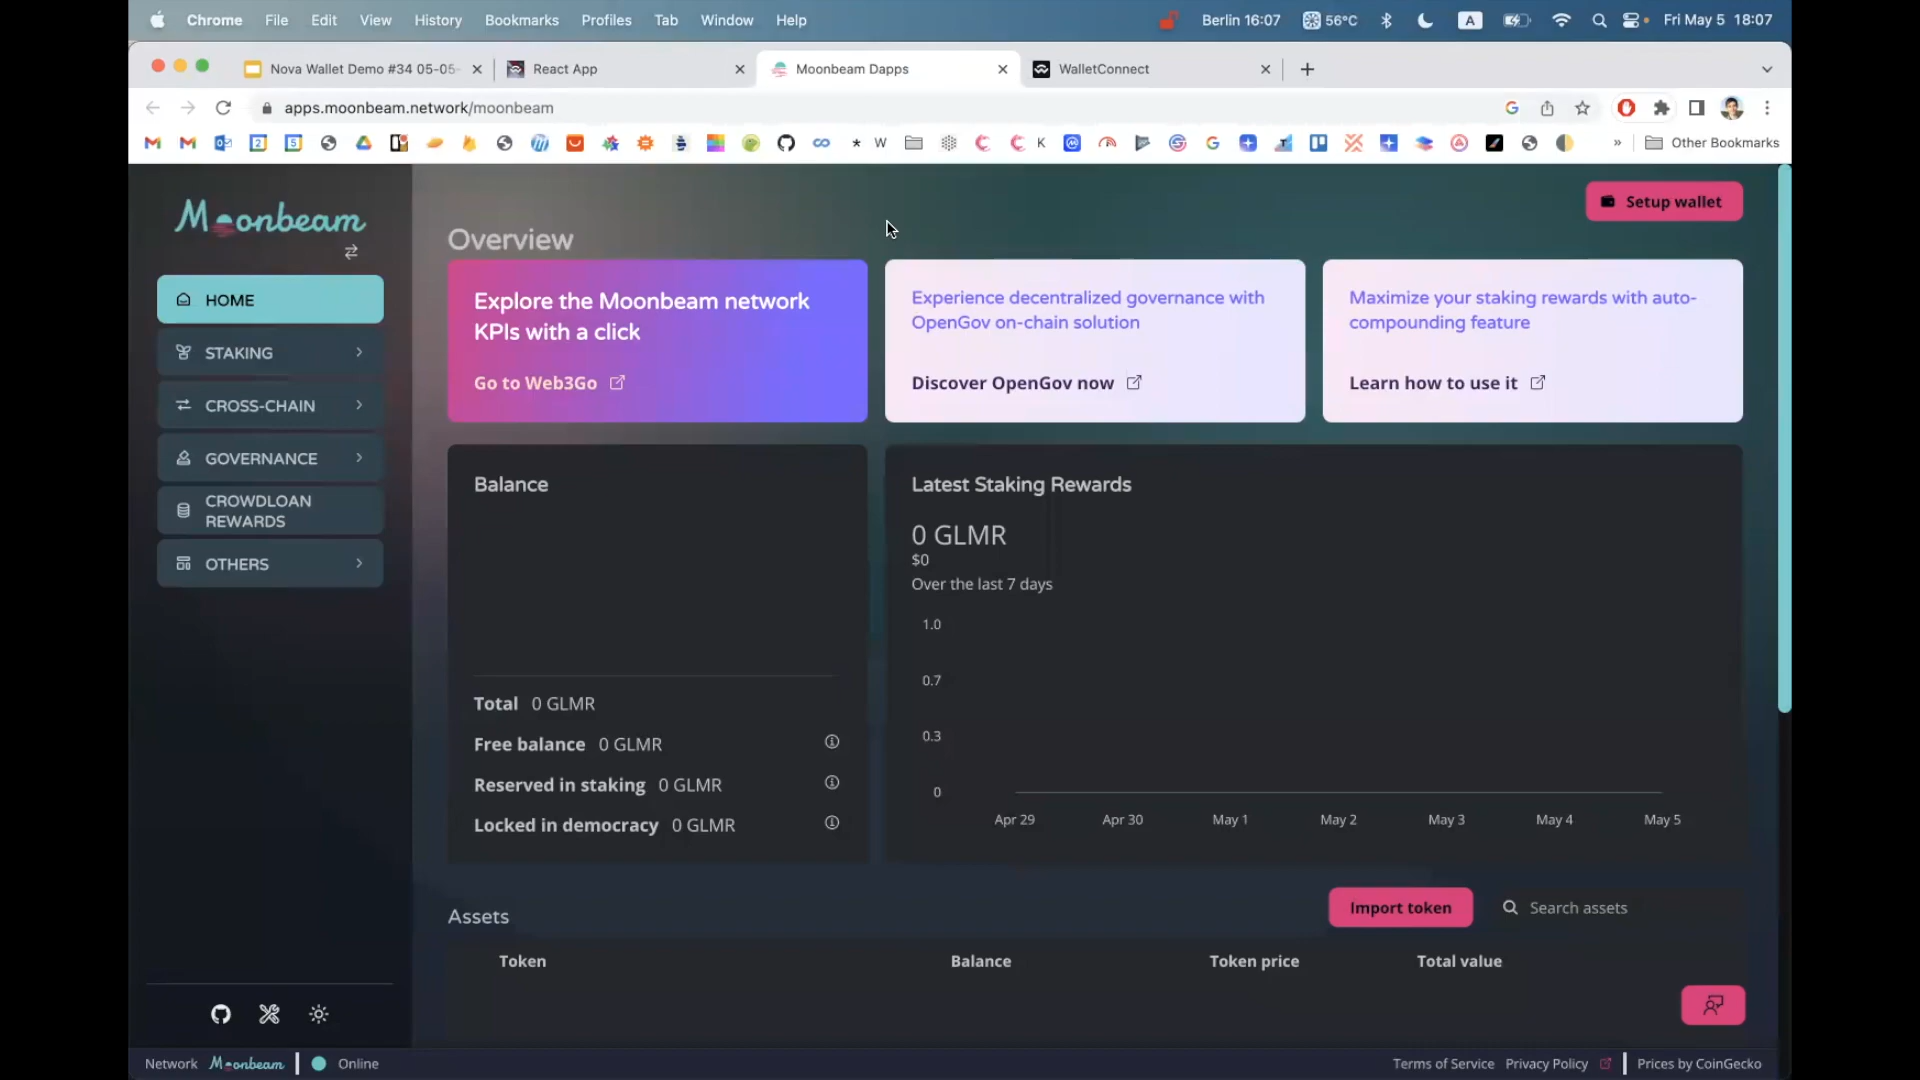 Chrome File Edit View History Bookmarks Profiles Tab Window Help Berlin 16:07 56°C A Fri May 5 18:07
Nova Wallet Demo #34 05-05- React App Moonbeam Dapps WalletConnect
apps.moonbeam.network/moonbeam
W K » Other Bookmarks
Moonbeam
Setup wallet
HOME
STAKING
CROSS-CHAIN
GOVERNANCE
CROWDLOAN
REWARDS
OTHERS
Overview
Explore the Moonbeam network
KPIs with a click
Go to Web3Go
Experience decentralized governance with
OpenGov on-chain solution
Discover OpenGov now
Maximize your staking rewards with auto-
compounding feature
Learn how to use it
Balance
Total 0 GLMR
Free balance 0 GLMR
Reserved in staking 0 GLMR
Locked in democracy 0 GLMR
Latest Staking Rewards
0 GLMR
$0
Over the last 7 days
1.0
0.7
0.3
0
Apr 29 Apr 30 May 1 May 2 May 3 May 4 May 5
Assets
Import token
Search assets
Token Balance Token price Total value
Network Moonbeam Online
Terms of Service Privacy Policy Prices by CoinGecko